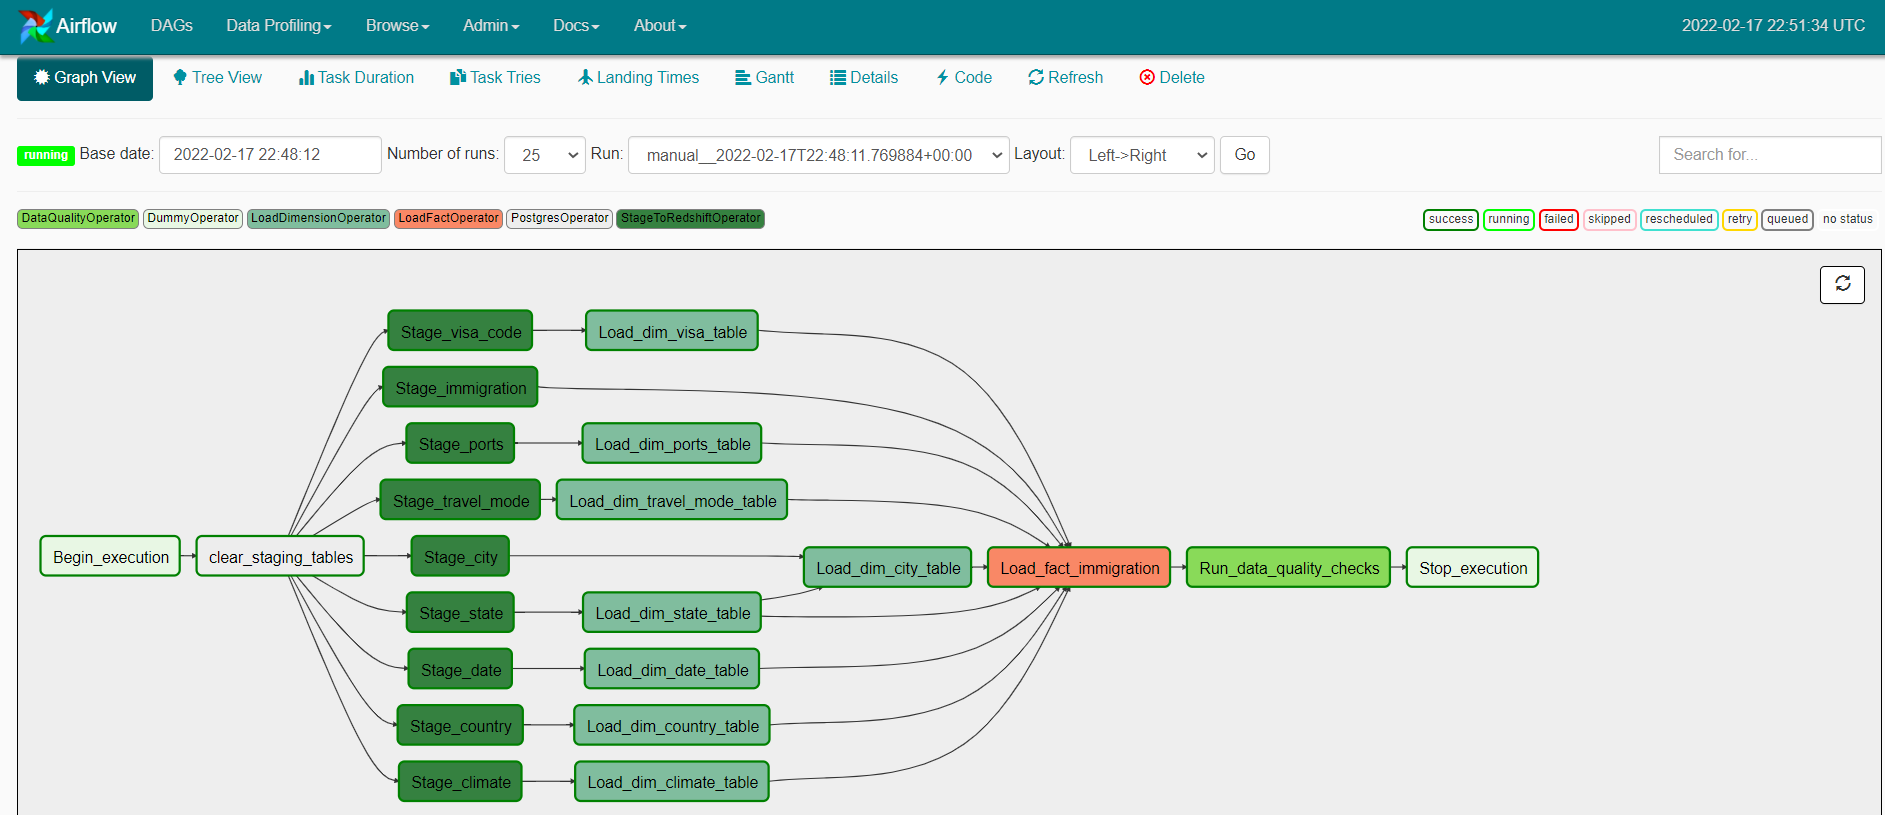 Airflow DAGs Data Profiling Browse Admin Docs About 2022-02-17 22:51:34 UTC
Graph View Tree View Task Duration Task Tries Landing Times Gantt Details Code Refresh Delete
running Base date: 2022-02-17 22:48:12 Number of runs: 25 Run: manual__2022-02-17T22:48:11.769884+00:00 Layout: Left->Right Go Search for...
DataQualityOperator DummyOperator LoadDimensionOperator LoadFactOperator PostgresOperator StageToRedshiftOperator success running failed skipped rescheduled retry queued no status
Stage_visa_code Load_dim_visa_table
Stage_immigration
Stage_ports Load_dim_ports_table
Stage_travel_mode Load_dim_travel_mode_table
Begin_execution clear_staging_tables Stage_city
Load_dim_city_table Load_fact_immigration Run_data_quality_checks Stop_execution
Stage_state Load_dim_state_table
Stage_date Load_dim_date_table
Stage_country Load_dim_country_table
Stage_climate Load_dim_climate_table